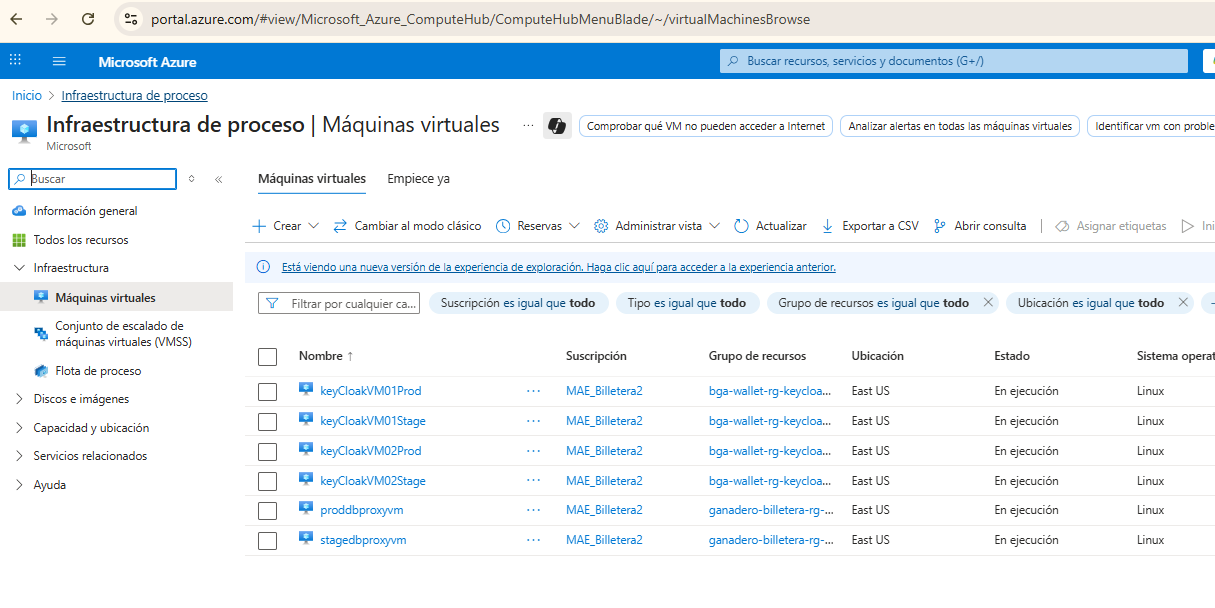 portal.azure.com/#view/Microsoft_Azure_ComputeHub/ComputeHubMenuBlade/~/virtualMachinesBrowse
Microsoft Azure
Buscar recursos, servicios y documentos (G+/)
Inicio > Infraestructura de proceso
Infraestructura de proceso | Máquinas virtuales ...
Comprobar qué VM no pueden acceder a Internet
Analizar alertas en todas las máquinas virtuales
Identificar vm con proble
Microsoft
Buscar
Información general
Todos los recursos
Infraestructura
Máquinas virtuales
Conjunto de escalado de
máquinas virtuales (VMSS)
Flota de proceso
Discos e imágenes
Capacidad y ubicación
Servicios relacionados
Ayuda
Máquinas virtuales Empiece ya
Crear Cambiar al modo clásico Reservas Administrar vista Actualizar Exportar a CSV Abrir consulta Asignar etiquetas Ini
Está viendo una nueva versión de la experiencia de exploración. Haga clic aquí para acceder a la experiencia anterior.
Filtrar por cualquier ca... Suscripción es igual que todo Tipo es igual que todo Grupo de recursos es igual que todo Ubicación es igual que todo
Nombre ↑ Suscripción Grupo de recursos Ubicación Estado Sistema operat
keyCloakVM01Prod ... MAE_Billetera2 bga-wallet-rg-keycloa... East US En ejecución Linux
keyCloakVM01Stage ... MAE_Billetera2 bga-wallet-rg-keycloa... East US En ejecución Linux
keyCloakVM02Prod ... MAE_Billetera2 bga-wallet-rg-keycloa... East US En ejecución Linux
keyCloakVM02Stage ... MAE_Billetera2 bga-wallet-rg-keycloa... East US En ejecución Linux
proddbproxyvm ... MAE_Billetera2 ganadero-billetera-rg-... East US En ejecución Linux
stagedbproxyvm ... MAE_Billetera2 ganadero-billetera-rg-... East US En ejecución Linux